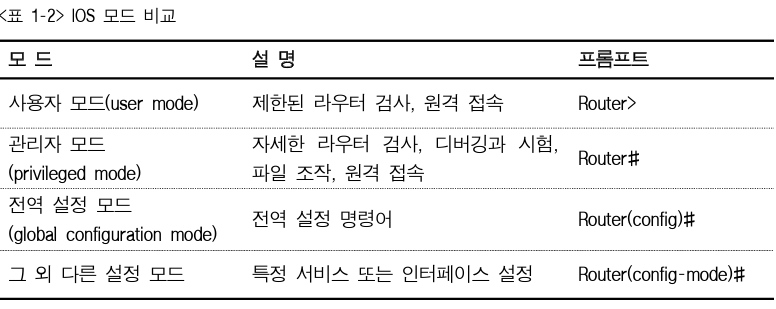 <표 1-2> IOS 모드 비교
모 드 설 명 프롬프트
사용자 모드(user mode) 제한된 라우터 검사, 원격 접속 Router>
관리자 모드
(privileged mode)
자세한 라우터 검사, 디버깅과 시험,
파일 조작, 원격 접속
Router♯
전역 설정 모드
(global configuration mode)
전역 설정 명령어
Router(config)♯
그 외 다른 설정 모드 특정 서비스 또는 인터페이스 설정 Router(config-mode)♯